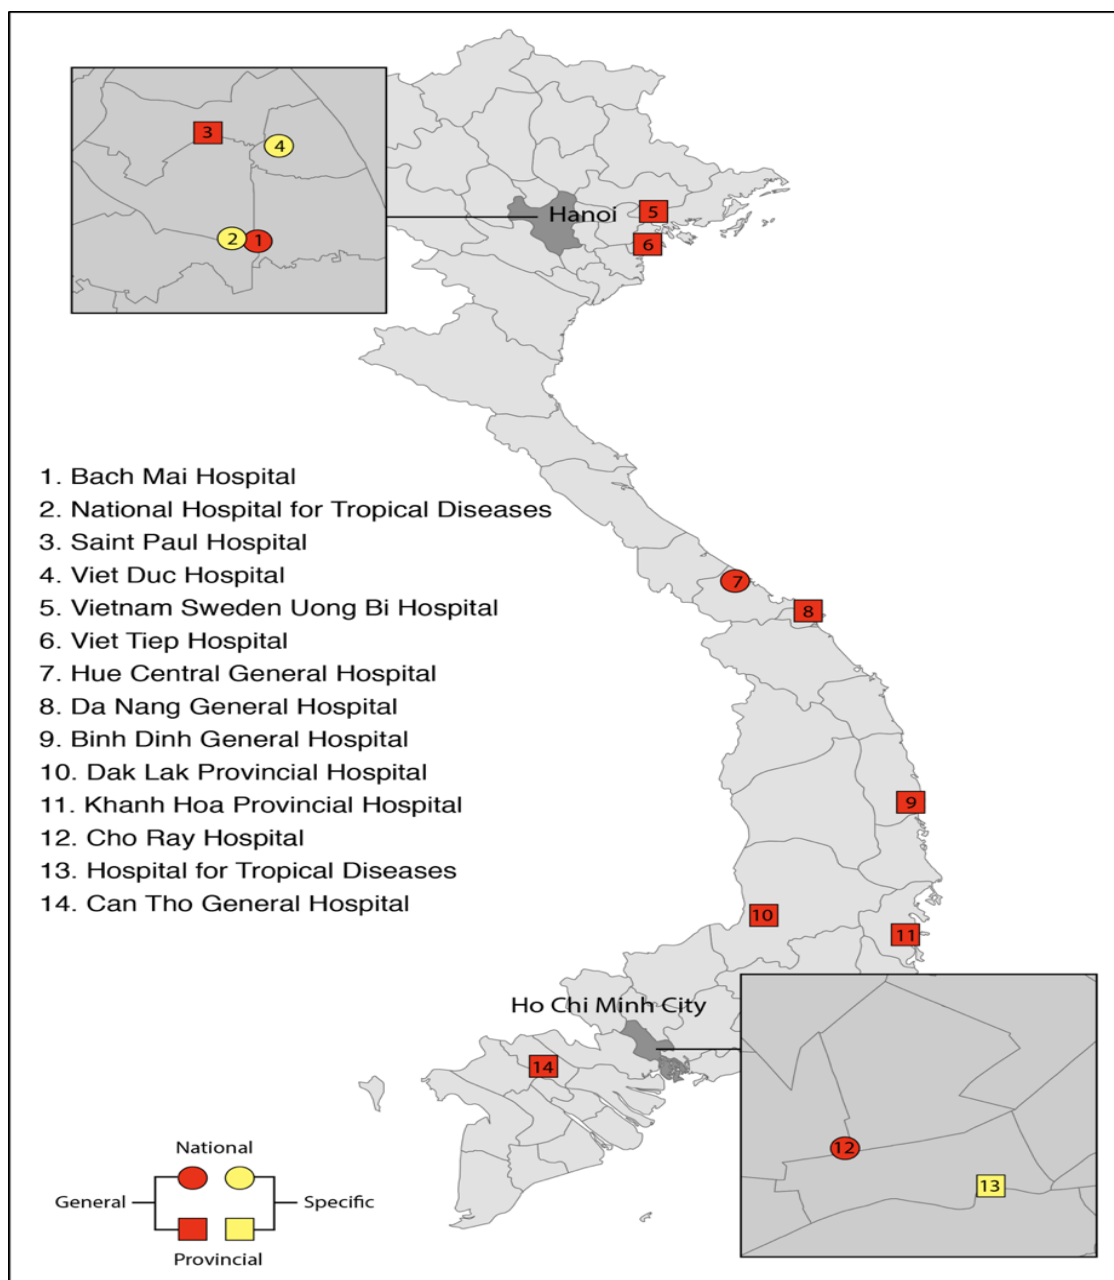 3
4
2
1
Hanoi
5
6
1. Bach Mai Hospital
2. National Hospital for Tropical Diseases
3. Saint Paul Hospital
4. Viet Duc Hospital
5. Vietnam Sweden Uong Bi Hospital
6. Viet Tiep Hospital
7. Hue Central General Hospital
8. Da Nang General Hospital
9. Binh Dinh General Hospital
10. Dak Lak Provincial Hospital
11. Khanh Hoa Provincial Hospital
12. Cho Ray Hospital
13. Hospital for Tropical Diseases
14. Can Tho General Hospital
7
8
9
10
11
Ho Chi Minh City
14
12
13
National
General
Specific
Provincial